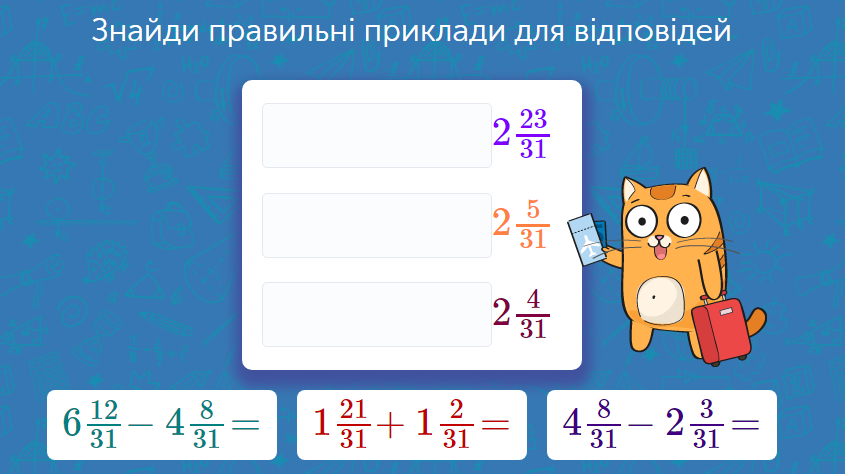 Знайди правильні приклади для відповідей
2 23/31
2 5/31
2 4/31
6 12/31 − 4 8/31 =
1 21/31 + 1 2/31 =
4 8/31 − 2 3/31 =